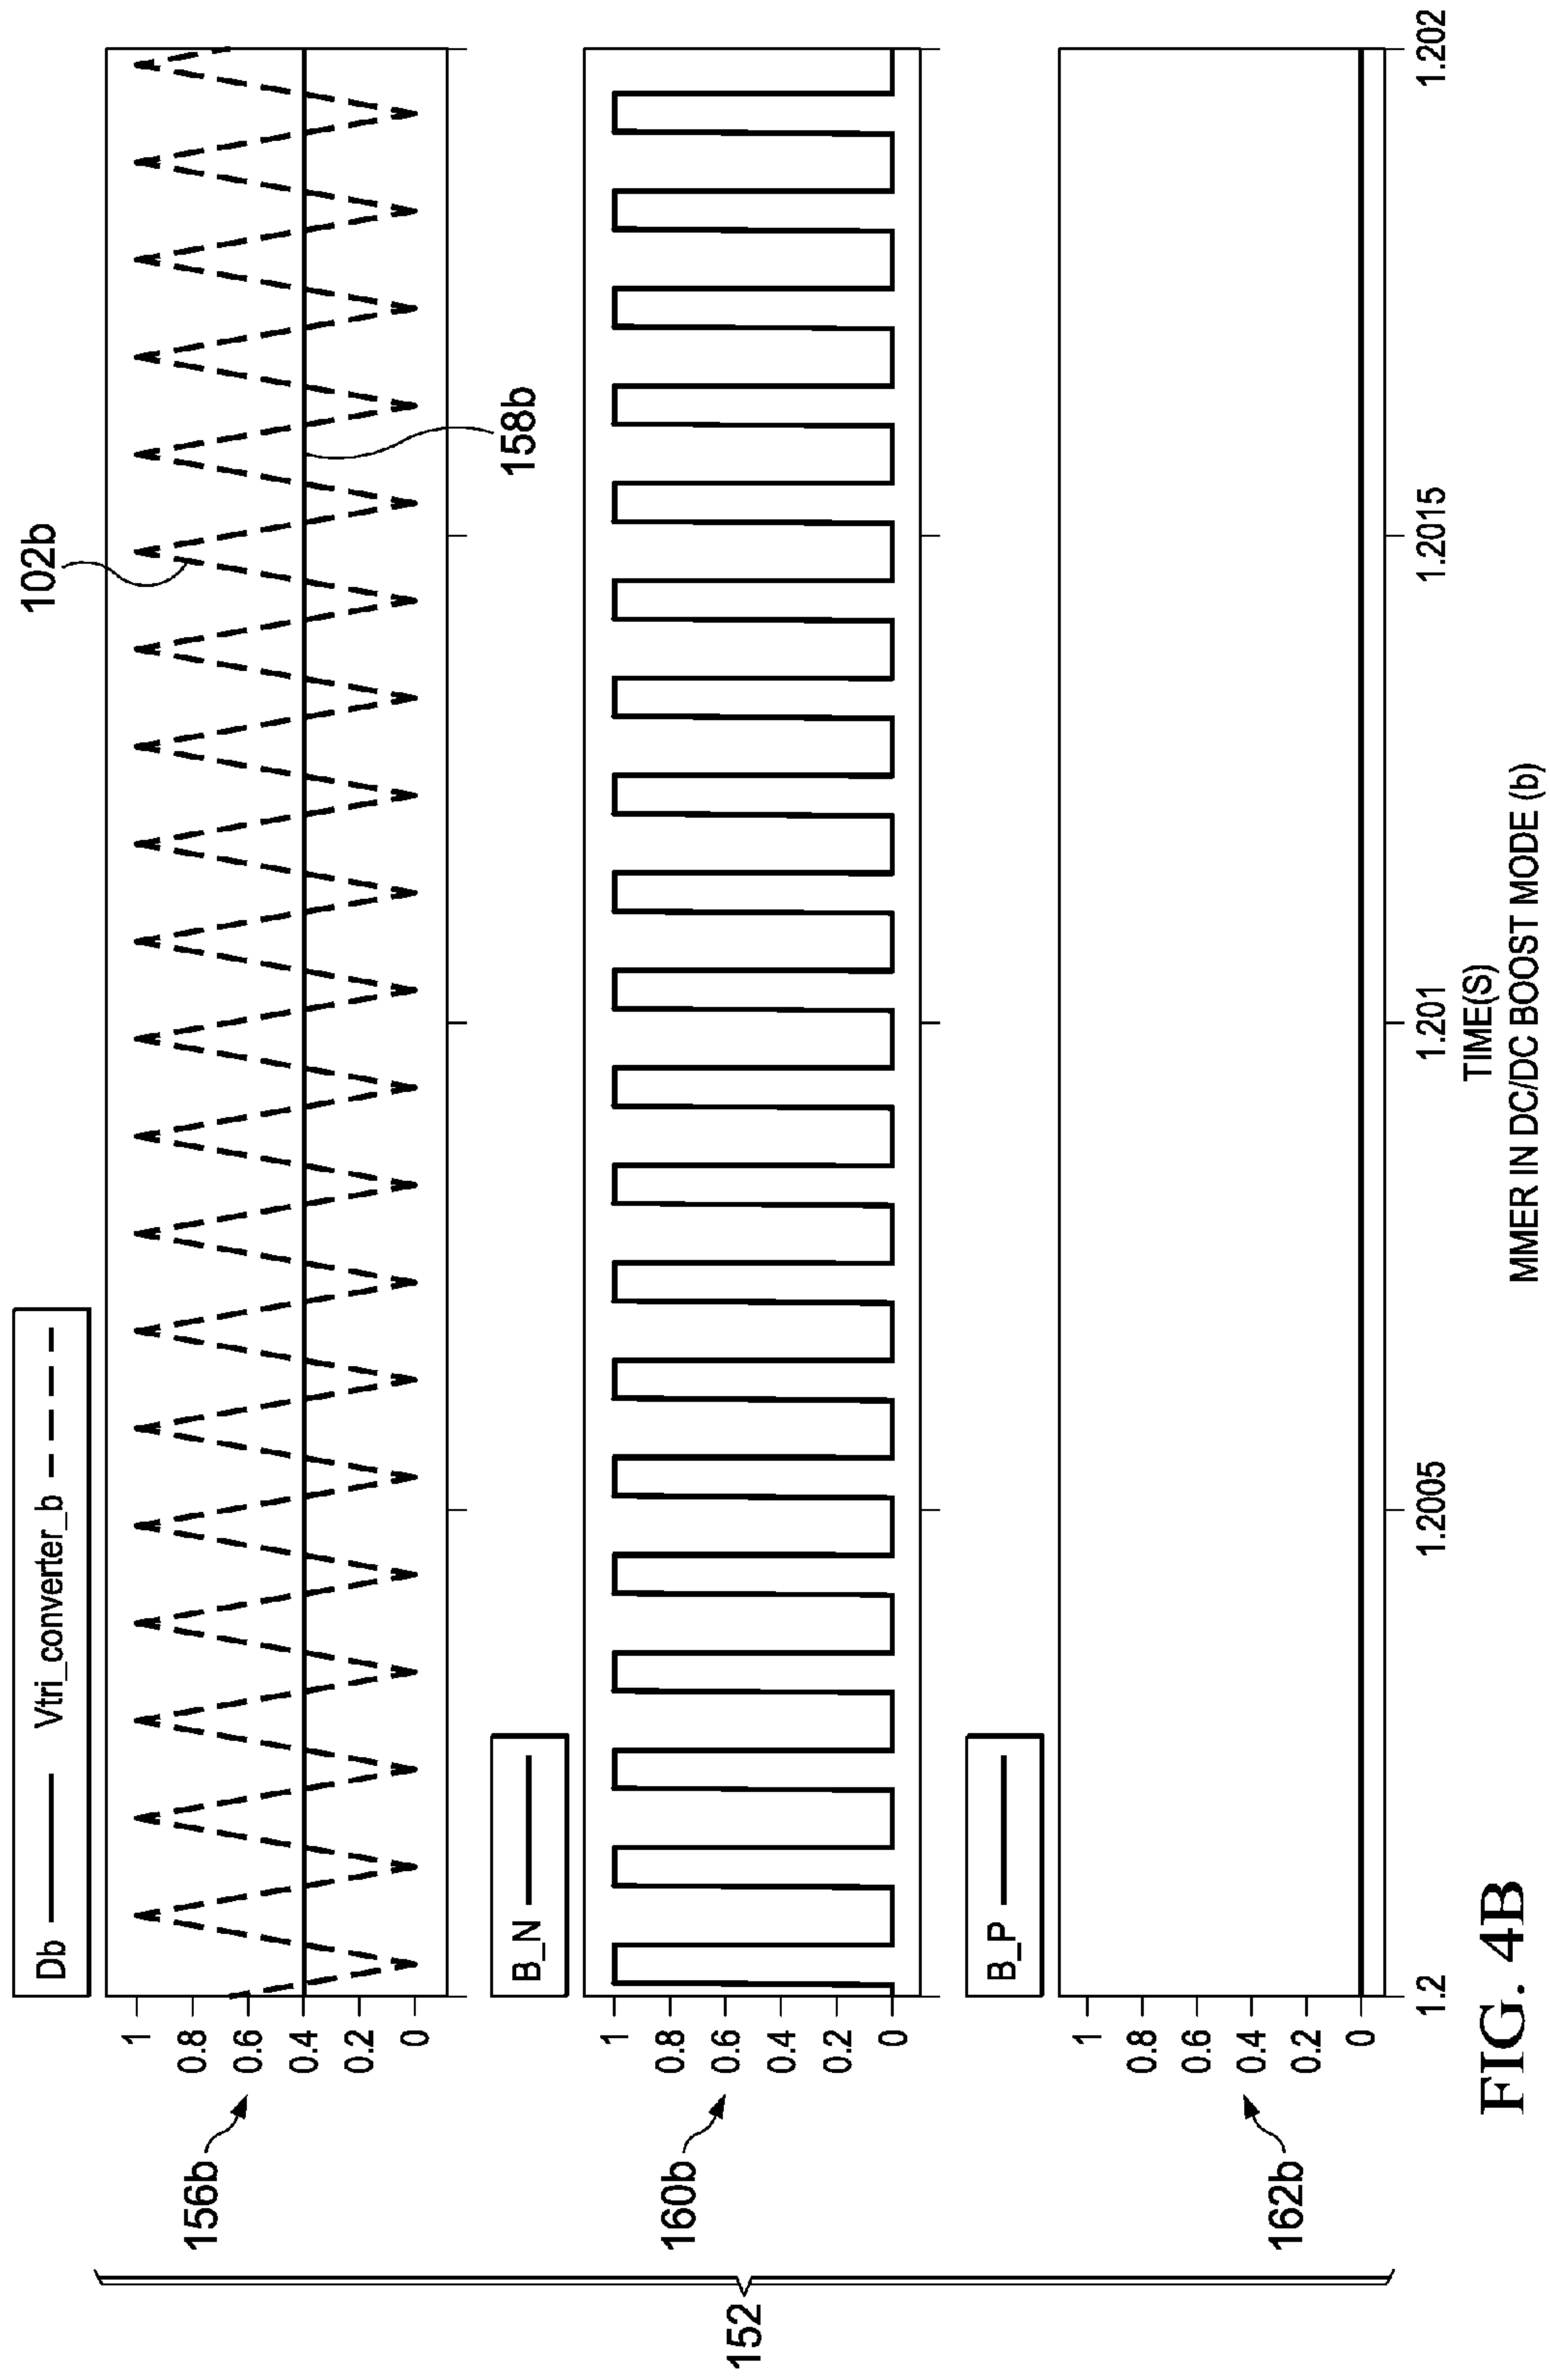 Db Vtri_converter_b
102b
1
0.8
0.6
0.4
0.2
0
156b
158b
B_N
1
0.8
0.6
0.4
0.2
0
160b
152
B_P
1
0.8
0.6
0.4
0.2
0
162b
1.2 1.2005 1.201 1.2015 1.202
TIME(S)
MMER IN DC/DC BOOST MODE (b)
FIG. 4B